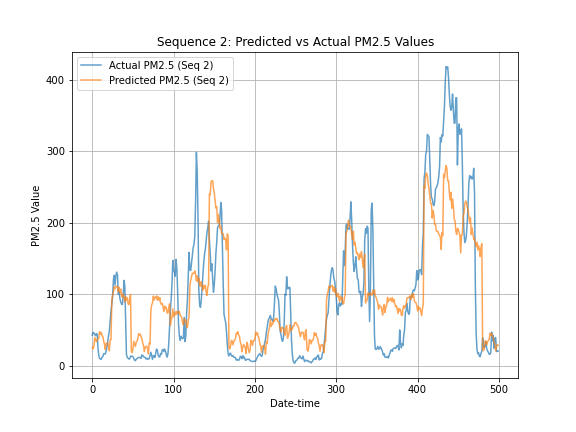 Sequence 2: Predicted vs Actual PM2.5 Values
Actual PM2.5 (Seq 2)
Predicted PM2.5 (Seq 2)
400
300
200
100
0
PM2.5 Value
0 100 200 300 400 500
Date-time